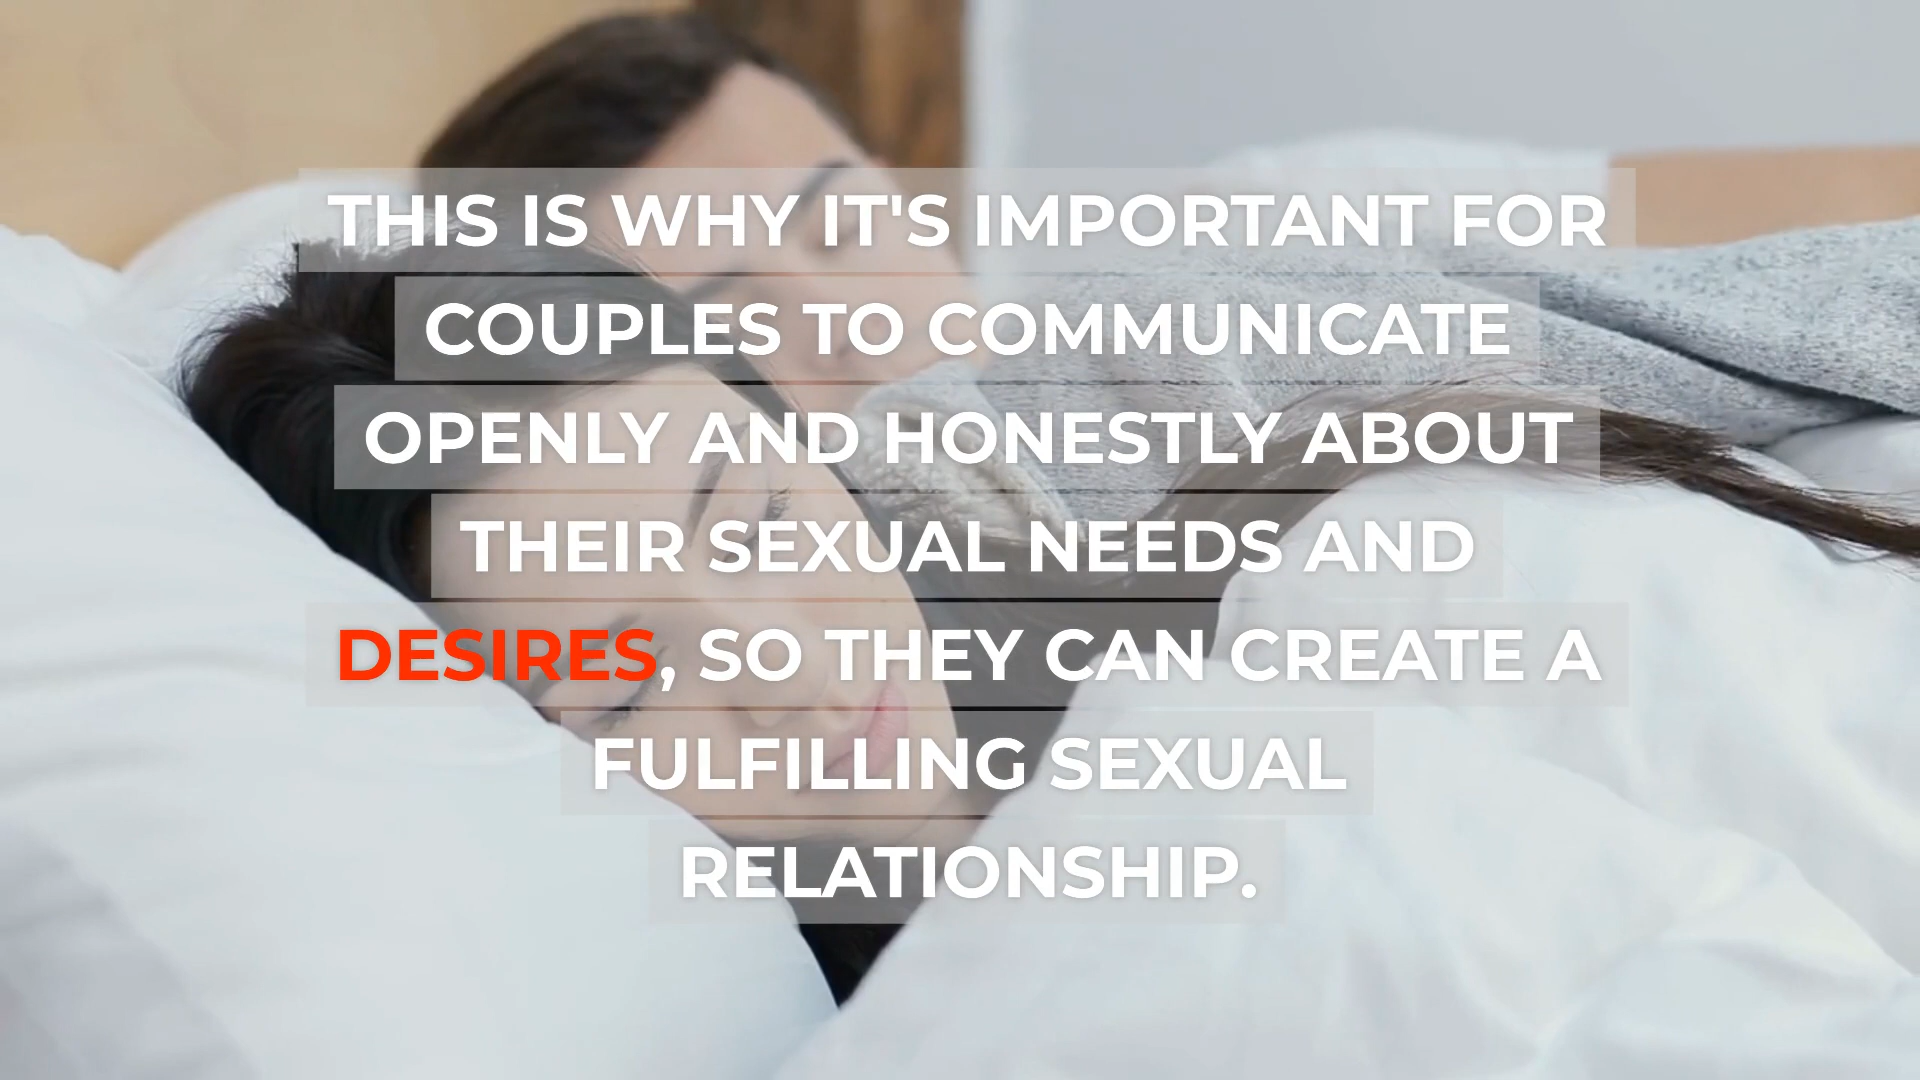 THIS IS WHY IT'S IMPORTANT FOR
COUPLES TO COMMUNICATE
OPENLY AND HONESTLY ABOUT
THEIR SEXUAL NEEDS AND
DESIRES, SO THEY CAN CREATE A
FULFILLING SEXUAL
RELATIONSHIP.